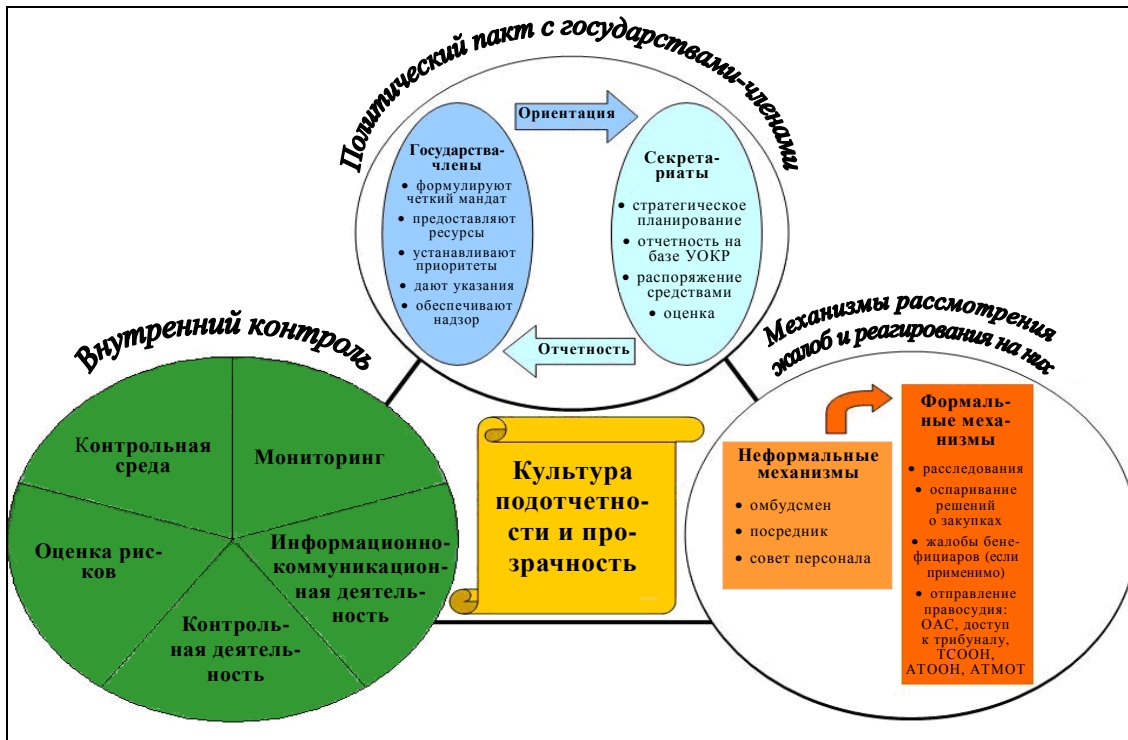 Политический пакт с государствами-членами
Ориентация
Государства-
члены
• формулируют
четкий мандат
• предоставляют
ресурсы
• устанавливают
приоритеты
• дают указания
• обеспечивают
надзор
Секрета-
риаты
• стратегическое
планирование
• отчетность на
базе УОКР
• распоряжение
средствами
• оценка
Отчетность
Внутренний контроль
Контрольная
среда
Мониторинг
Оценка рис-
ков
Информационно-
коммуникацион-
ная деятель-
ность
Контроль-
ная деятель-
ность
Культура
подотчетно-
сти и про-
зрачность
Механизмы рассмотрения
жалоб и реагирования на них
Неформальные
механизмы
• омбудсмен
• посредник
• совет персонала
Формаль-
ные меха-
низмы
• расследования
• оспаривание
решений
о закупках
• жалобы бене-
фициаров (если
применимо)
• отправление
правосудия:
ОАС, доступ
к трибуналу,
ТСООН,
АТООН, АТМОТ